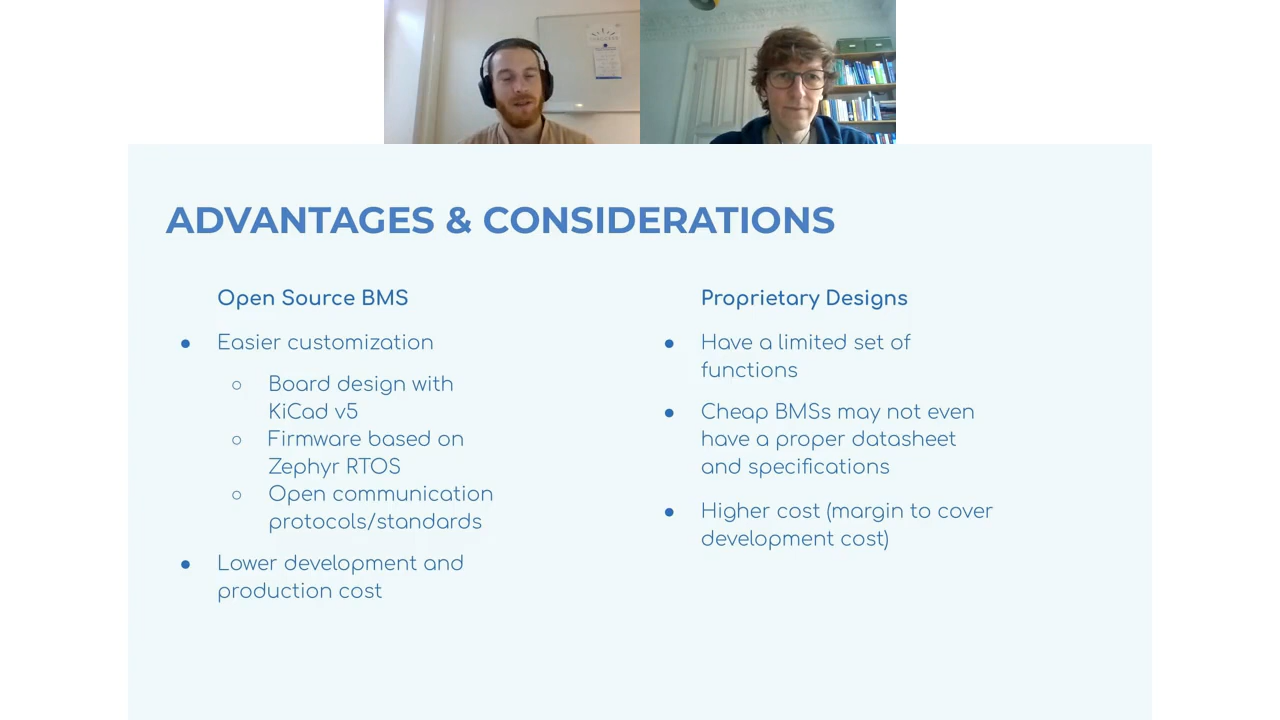 ADVANTAGES & CONSIDERATIONS
Open Source BMS
● Easier customization
○ Board design with
KiCad v5
○ Firmware based on
Zephyr RTOS
○ Open communication
protocols/standards
● Lower development and
production cost
Proprietary Designs
● Have a limited set of
functions
● Cheap BMSs may not even
have a proper datasheet
and specifications
● Higher cost (margin to cover
development cost)